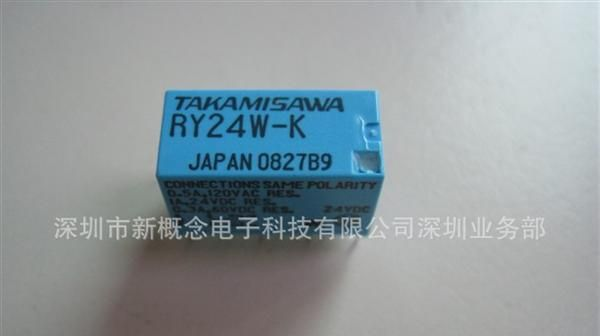 TAKAMISAWA
RY24W-K
JAPAN 0827B9
CONNECTIONS SAME POLARITY
0.5A,120VAC RES.
1A,24VDC RES.
0.3A,60VDC RES. 24VDC
深圳市新概念电子科技有限公司深圳业务部